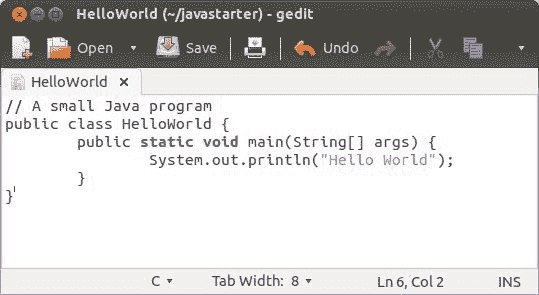 HelloWorld (~/javastarter) - gedit
Open Save Undo
HelloWorld x
// A small Java program
public class HelloWorld {
        public static void main(String[] args) {
                System.out.println("Hello World");
        }
}
C Tab Width: 8 Ln 6, Col 2 INS